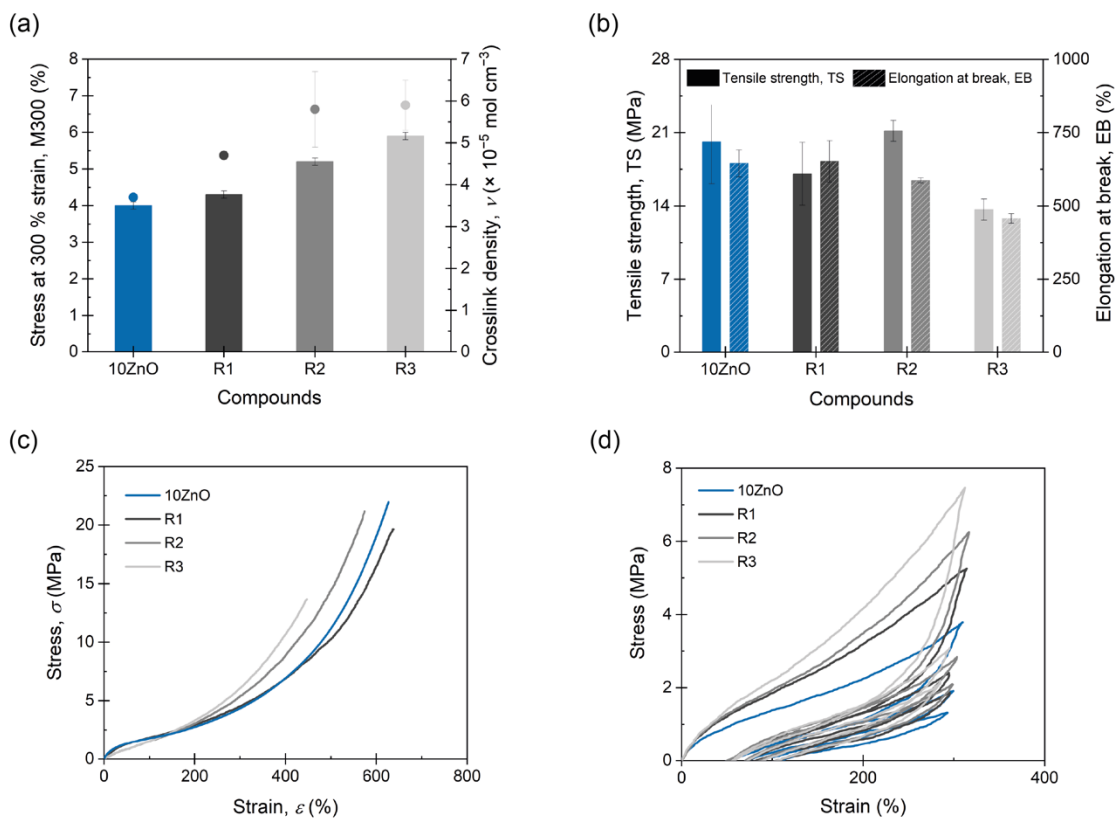 (a)
Stress at 300 % strain, M300 (%)
8
7
6
5
4
3
2
1
0
7
6
5
4
3
2
1
0
Crosslink density, ν (× 10⁻⁵ mol cm⁻³)
10ZnO R1 R2 R3
Compounds
(b)
Tensile strength, TS (MPa)
28
21
14
7
0
Tensile strength, TS Elongation at break, EB
1000
750
500
250
0
Elongation at break, EB (%)
10ZnO R1 R2 R3
Compounds
(c)
Stress, σ (MPa)
25
20
15
10
5
0
10ZnO
R1
R2
R3
0 200 400 600 800
Strain, ε (%)
(d)
Stress (MPa)
8
6
4
2
0
10ZnO
R1
R2
R3
0 200 400
Strain (%)